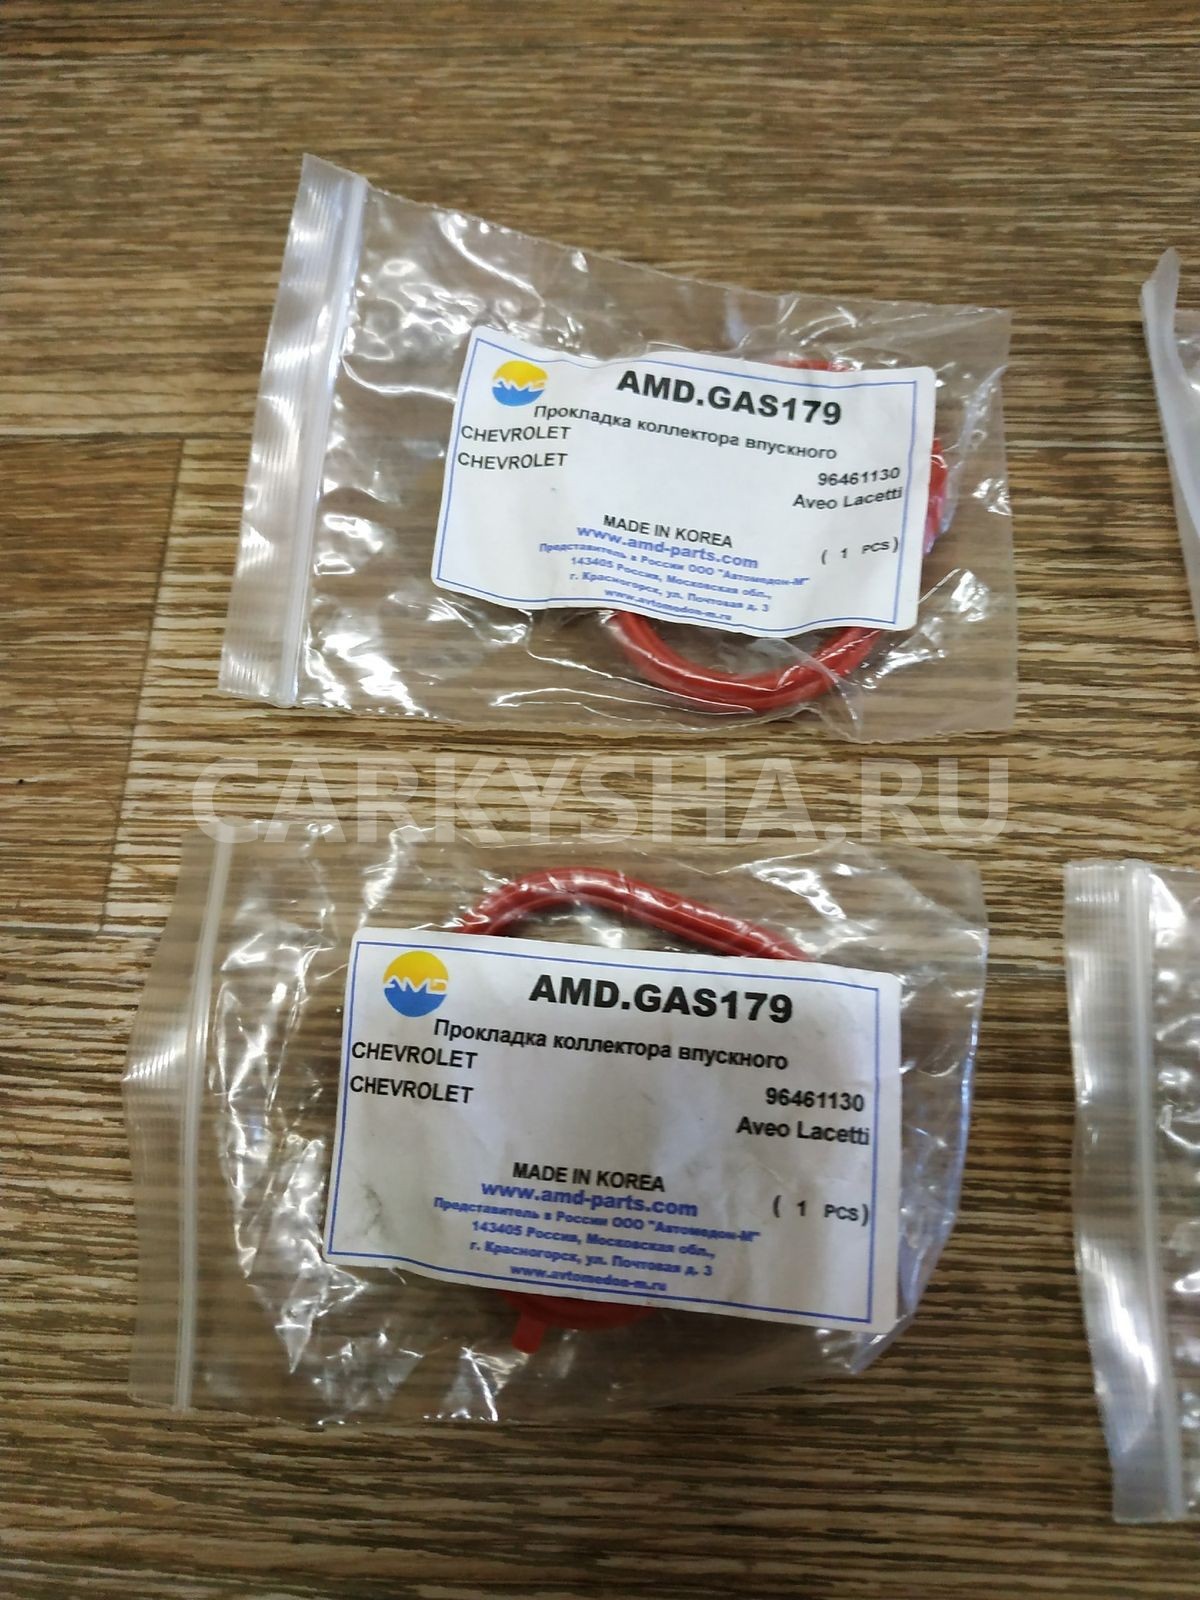 AMD
AMD.GAS179
Прокладка коллектора впускного
CHEVROLET
96461130
CHEVROLET
Aveo Lacetti
MADE IN KOREA
www.amd-parts.com
( 1 PCS)
Представитель в России ООО "Автомедон-М"
143405 Россия, Московская обл.,
г. Красногорск, ул. Почтовая д. 3
www.avtomedon-m.ru
CARKYSHA.RU
AMD
AMD.GAS179
Прокладка коллектора впускного
CHEVROLET
96461130
CHEVROLET
Aveo Lacetti
MADE IN KOREA
www.amd-parts.com
( 1 PCS)
Представитель в России ООО "Автомедон-М"
143405 Россия, Московская обл.,
г. Красногорск, ул. Почтовая д. 3
www.avtomedon-m.ru